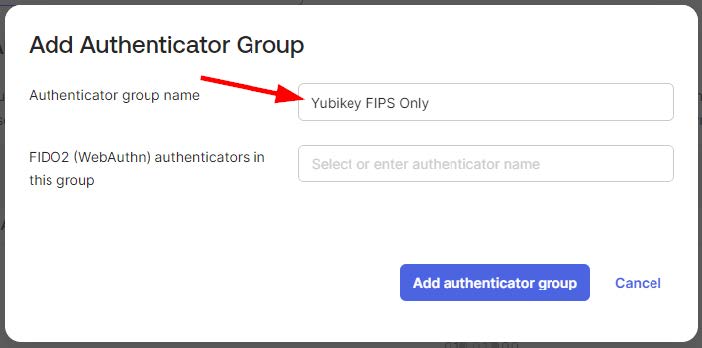 Add Authenticator Group
Authenticator group name
Yubikey FIPS Only
FIDO2 (WebAuthn) authenticators in
this group
Select or enter authenticator name
Add authenticator group
Cancel